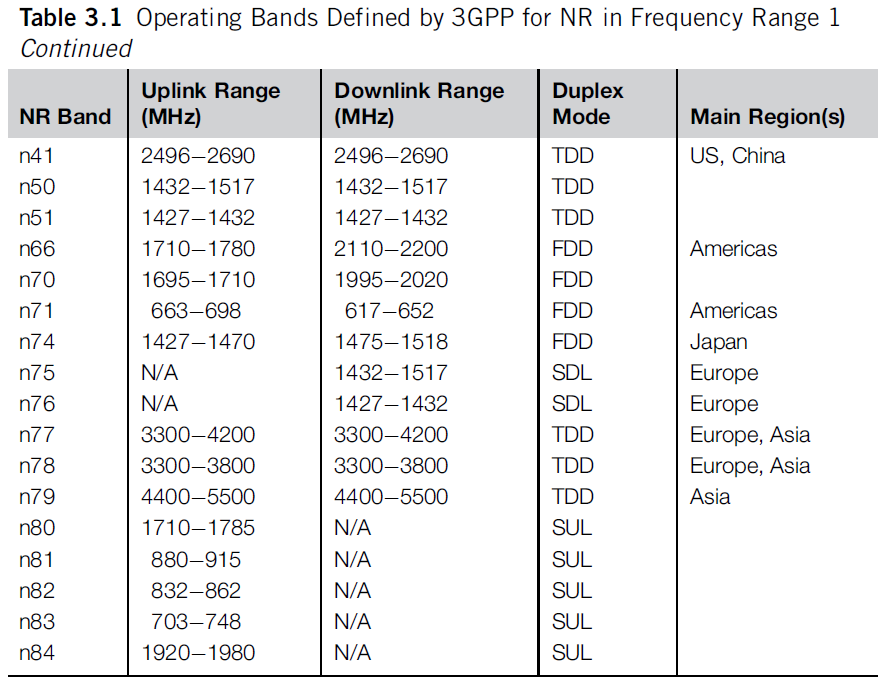 Table 3.1 Operating Bands Defined by 3GPP for NR in Frequency Range 1
Continued
NR Band Uplink Range (MHz) Downlink Range (MHz) Duplex Mode Main Region(s)
n41 2496−2690 2496−2690 TDD US, China
n50 1432−1517 1432−1517 TDD
n51 1427−1432 1427−1432 TDD
n66 1710−1780 2110−2200 FDD Americas
n70 1695−1710 1995−2020 FDD
n71 663−698 617−652 FDD Americas
n74 1427−1470 1475−1518 FDD Japan
n75 N/A 1432−1517 SDL Europe
n76 N/A 1427−1432 SDL Europe
n77 3300−4200 3300−4200 TDD Europe, Asia
n78 3300−3800 3300−3800 TDD Europe, Asia
n79 4400−5500 4400−5500 TDD Asia
n80 1710−1785 N/A SUL
n81 880−915 N/A SUL
n82 832−862 N/A SUL
n83 703−748 N/A SUL
n84 1920−1980 N/A SUL